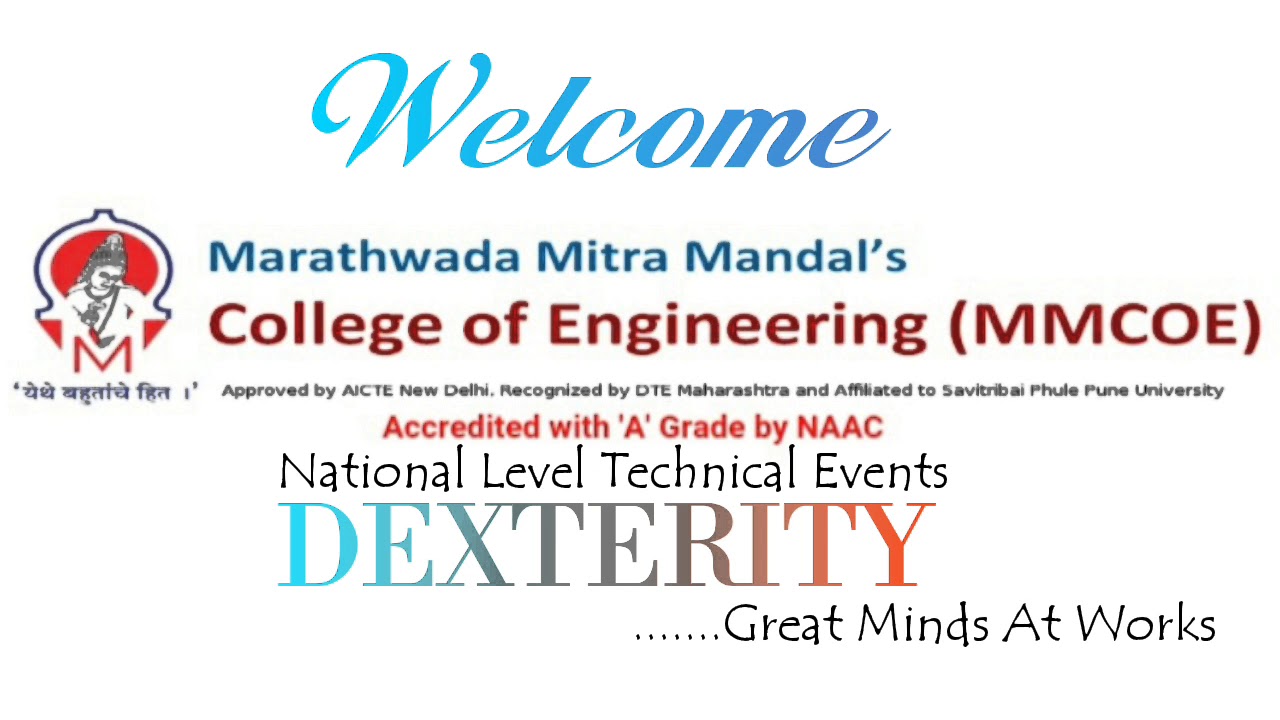 Welcome
Marathwada Mitra Mandal's
College of Engineering (MMCOE)
M
‘येथे बहुतांचे हित ।’
Approved by AICTE New Delhi. Recognized by DTE Maharashtra and Affiliated to Savitribai Phule Pune University
Accredited with 'A' Grade by NAAC
National Level Technical Events
DEXTERITY
.......Great Minds At Works